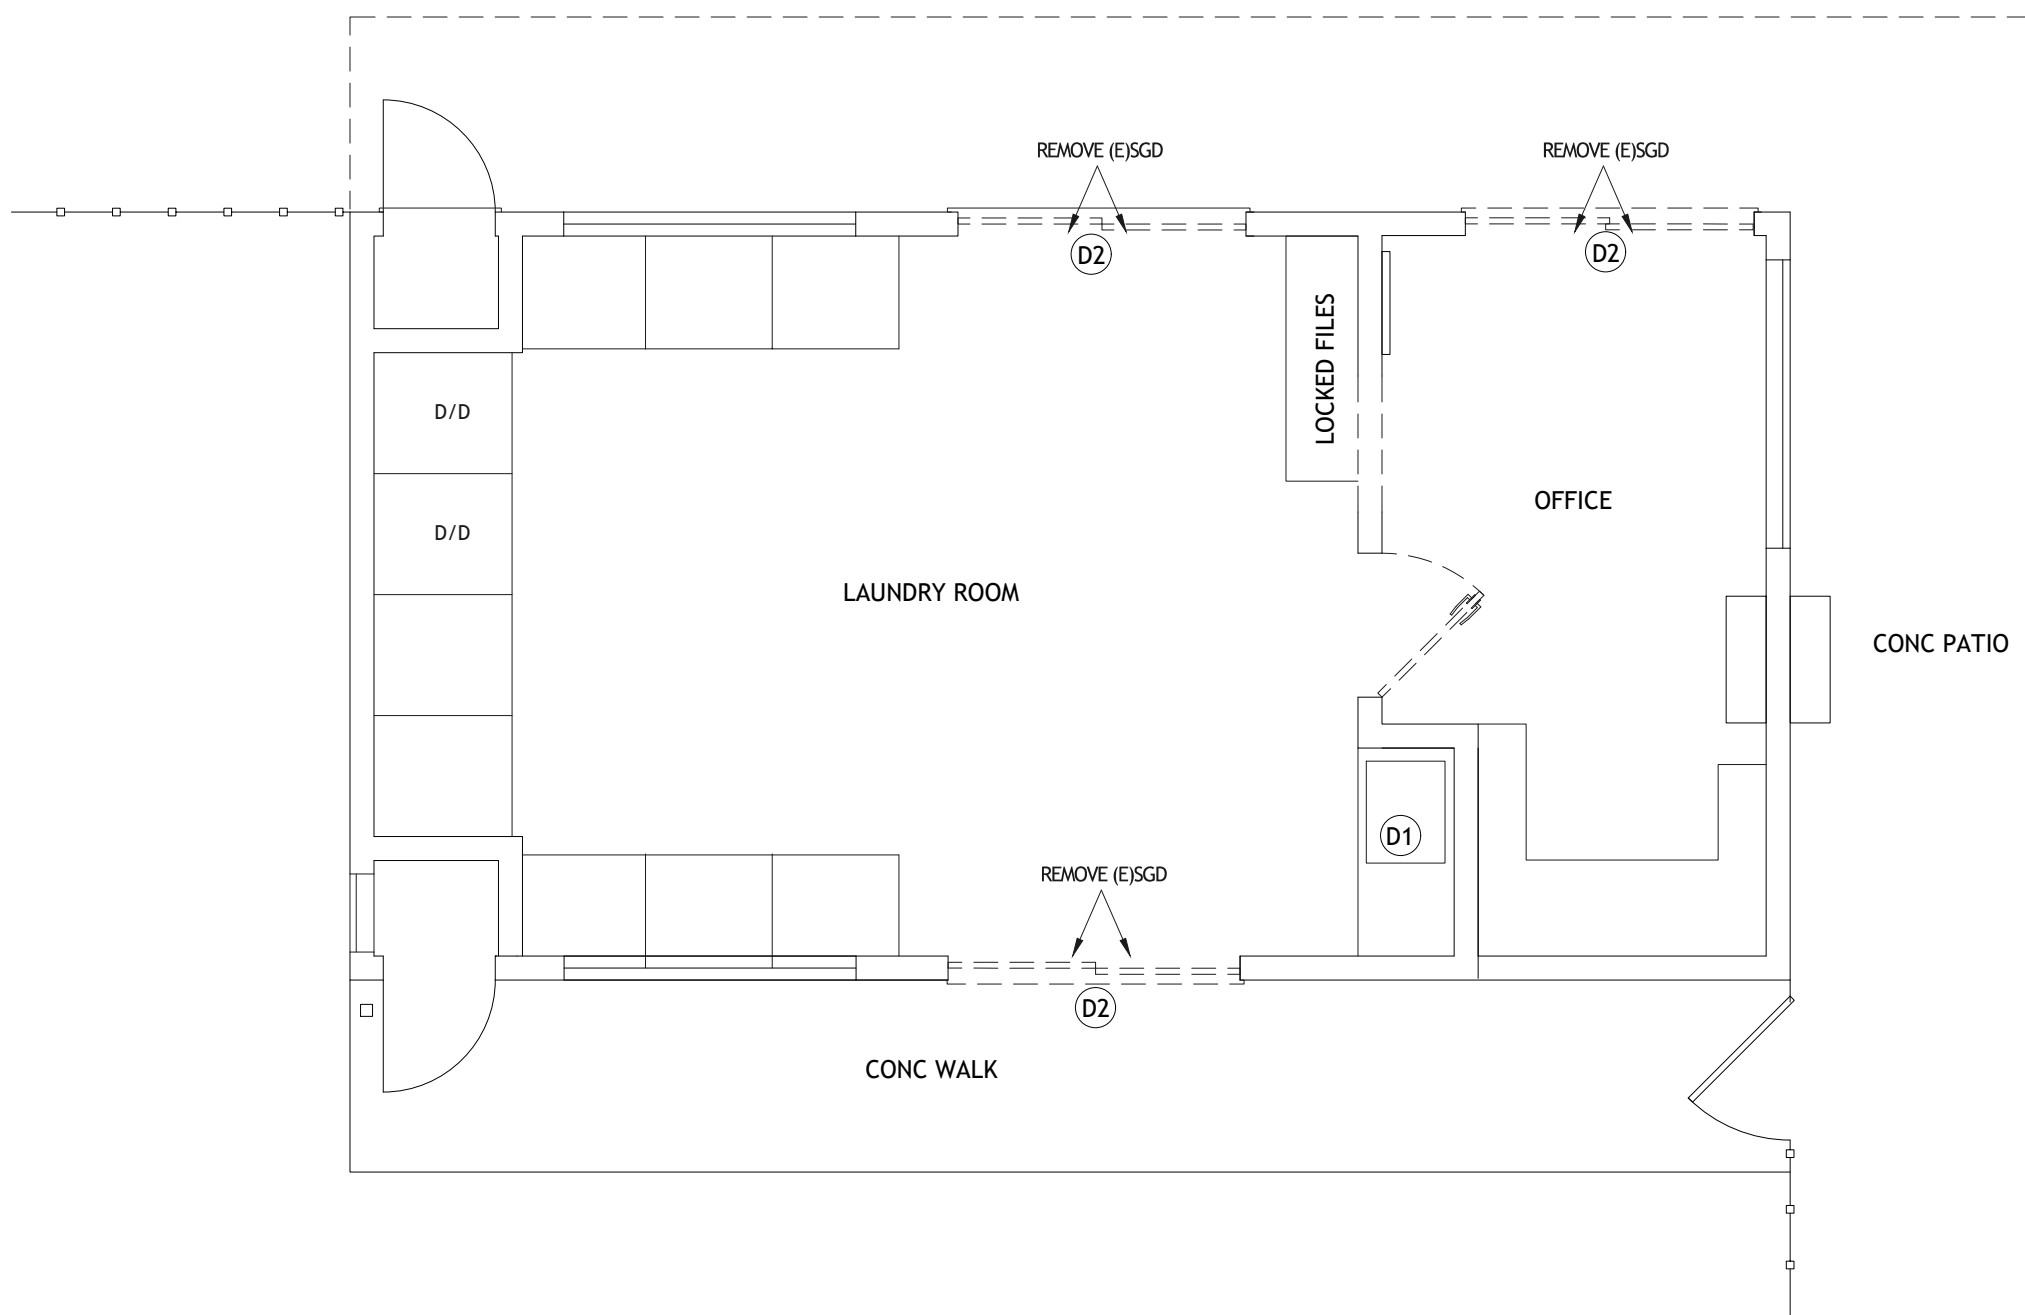 REMOVE (E)SGD
REMOVE (E)SGD
D2
D2
LOCKED FILES
D/D
OFFICE
D/D
LAUNDRY ROOM
CONC PATIO
D1
REMOVE (E)SGD
D2
CONC WALK